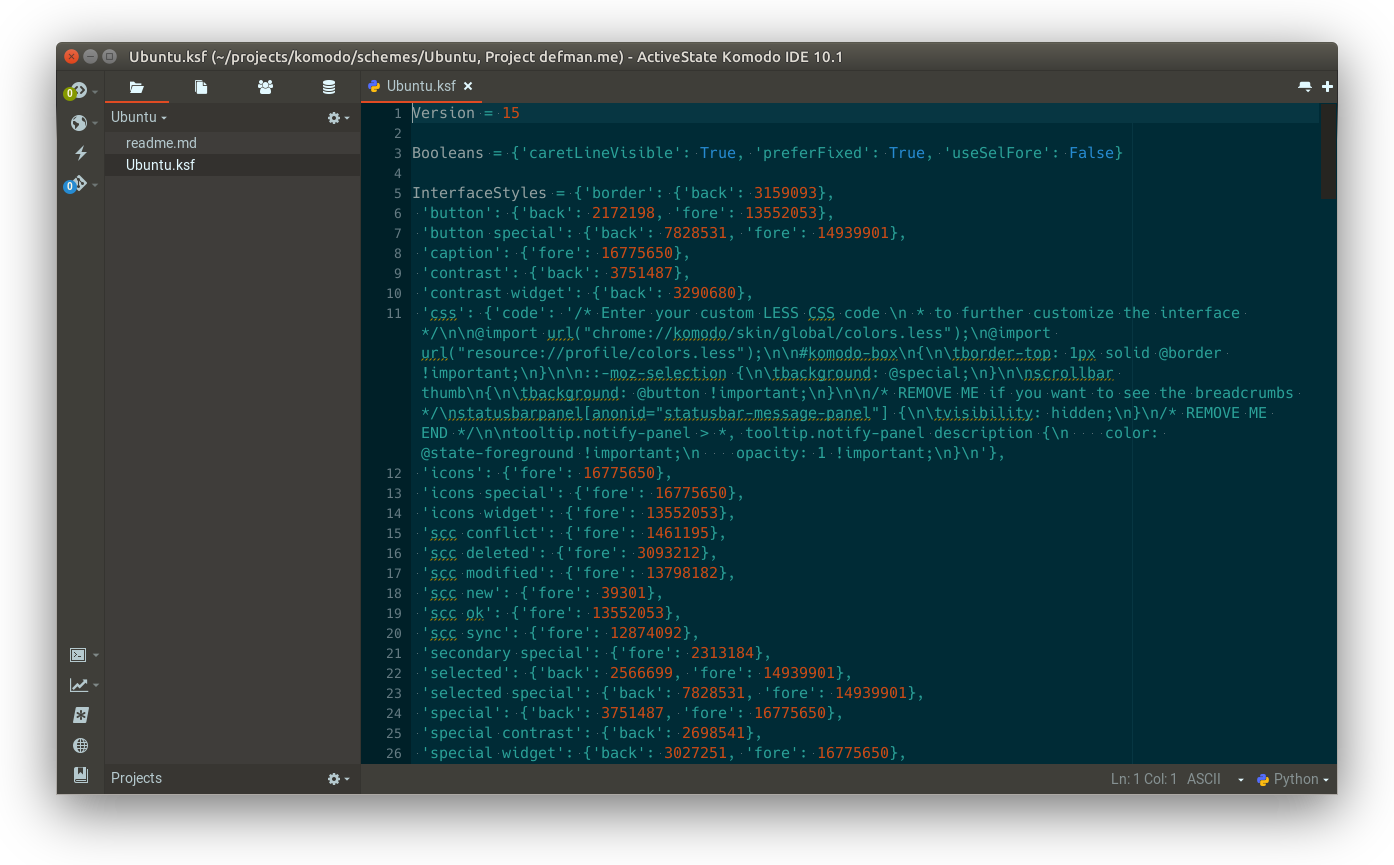 Ubuntu.ksf (~/projects/komodo/schemes/Ubuntu, Project defman.me) - ActiveState Komodo IDE 10.1
0
0
Ubuntu
readme.md
Ubuntu.ksf
Projects
Ubuntu.ksf
1 Version = 15
2
3 Booleans = {'caretLineVisible': True, 'preferFixed': True, 'useSelFore': False}
4
5 InterfaceStyles = {'border': {'back': 3159093},
6 'button': {'back': 2172198, 'fore': 13552053},
7 'button special': {'back': 7828531, 'fore': 14939901},
8 'caption': {'fore': 16775650},
9 'contrast': {'back': 3751487},
10 'contrast widget': {'back': 3290680},
11 'css': {'code': '/* Enter your custom LESS CSS code \n * to further customize the interface
*/\n\n@import url("chrome://komodo/skin/global/colors.less");\n@import
url("resource://profile/colors.less");\n\n#komodo-box\n{\n\tborder-top: 1px solid @border
!important;\n}\n\n::-moz-selection {\n\tbackground: @special;\n}\n\nscrollbar
thumb\n{\n\tbackground: @button !important;\n}\n\n/* REMOVE ME if you want to see the breadcrumbs
*/\nstatusbarpanel[anonid="statusbar-message-panel"] {\n\tvisibility: hidden;\n}\n/* REMOVE ME
END */\n\ntooltip.notify-panel > *, tooltip.notify-panel description {\n    color:
@state-foreground !important;\n    opacity: 1 !important;\n}\n'},
12 'icons': {'fore': 16775650},
13 'icons special': {'fore': 16775650},
14 'icons widget': {'fore': 13552053},
15 'scc conflict': {'fore': 1461195},
16 'scc deleted': {'fore': 3093212},
17 'scc modified': {'fore': 13798182},
18 'scc new': {'fore': 39301},
19 'scc ok': {'fore': 13552053},
20 'scc sync': {'fore': 12874092},
21 'secondary special': {'fore': 2313184},
22 'selected': {'back': 2566699, 'fore': 14939901},
23 'selected special': {'back': 7828531, 'fore': 14939901},
24 'special': {'back': 3751487, 'fore': 16775650},
25 'special contrast': {'back': 2698541},
26 'special widget': {'back': 3027251, 'fore': 16775650},
Ln: 1 Col: 1 ASCII Python